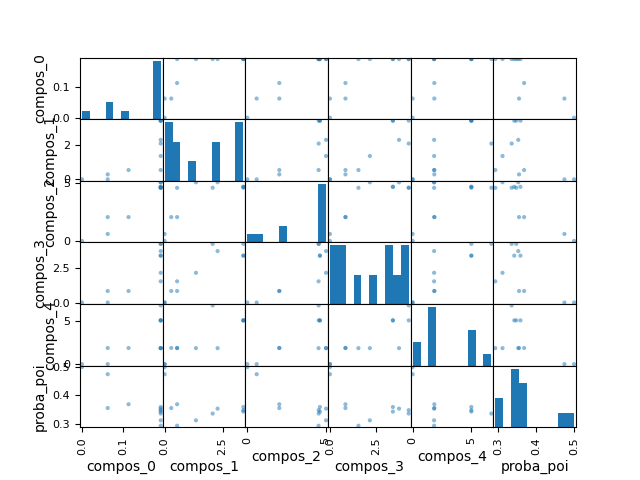 compos_0
0.1
0.0
compos_1
2
0
compos_2
5
0
compos_3
2.5
0.0
compos_4
5
0
proba_poi
0.5
0.4
0.3
0.0 0.1 0.0 2.5 0 5 0.0 2.5 0 5 0.3 0.4 0.5
compos_0 compos_1 compos_2 compos_3 compos_4 proba_poi